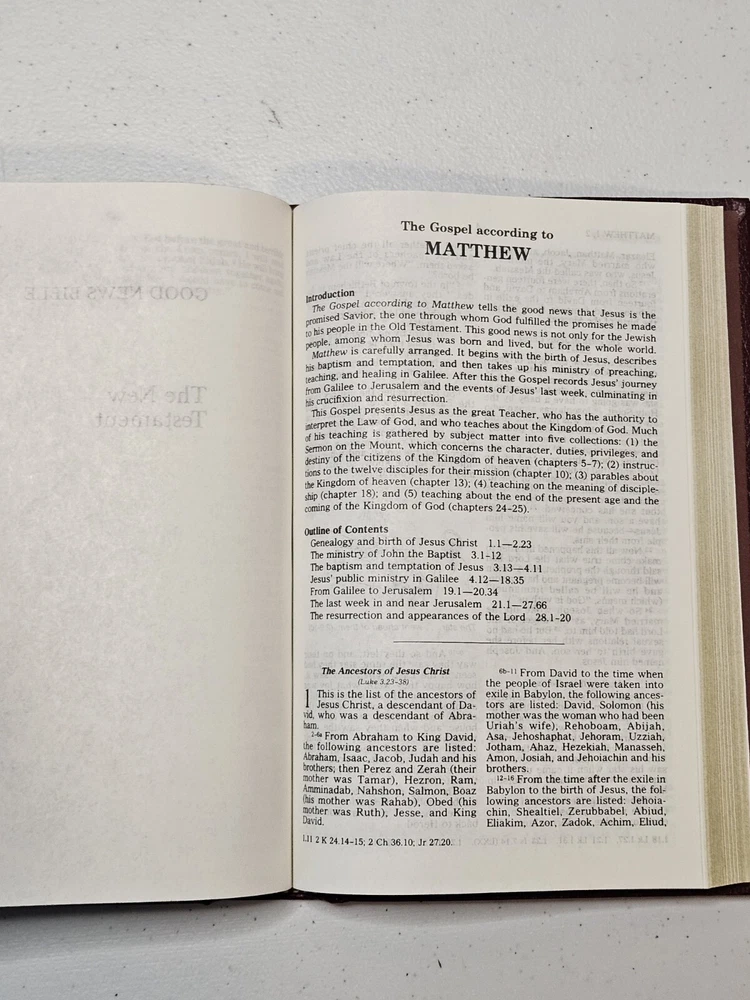 GOOD NEWS BIBLE
The New
Testament
The Gospel according to
MATTHEW
Introduction
The Gospel according to Matthew tells the good news that Jesus is the
promised Savior, the one through whom God fulfilled the promises he made
to his people in the Old Testament. This good news is not only for the Jewish
people, among whom Jesus was born and lived, but for the whole world.
Matthew is carefully arranged. It begins with the birth of Jesus, describes
his baptism and temptation, and then takes up his ministry of preaching,
teaching, and healing in Galilee. After this the Gospel records Jesus' journey
from Galilee to Jerusalem and the events of Jesus' last week, culminating in
his crucifixion and resurrection.
This Gospel presents Jesus as the great Teacher, who has the authority to
interpret the Law of God, and who teaches about the Kingdom of God. Much
of his teaching is gathered by subject matter into five collections: (1) the
Sermon on the Mount, which concerns the character, duties, privileges, and
destiny of the citizens of the Kingdom of heaven (chapters 5-7); (2) instruc-
tions to the twelve disciples for their mission (chapter 10); (3) parables about
the Kingdom of heaven (chapter 13); (4) teaching on the meaning of disciple-
ship (chapter 18); and (5) teaching about the end of the present age and the
coming of the Kingdom of God (chapters 24-25).
Outline of Contents
Genealogy and birth of Jesus Christ 1.1—2.23
The ministry of John the Baptist 3.1-12
The baptism and temptation of Jesus 3.13—4.11
Jesus' public ministry in Galilee 4.12—18.35
From Galilee to Jerusalem 19.1—20.34
The last week in and near Jerusalem 21.1—27.66
The resurrection and appearances of the Lord 28.1-20
The Ancestors of Jesus Christ
(Luke 3.23-38)
1 This is the list of the ancestors of
Jesus Christ, a descendant of Da-
vid, who was a descendant of Abra-
ham.
2-6a From Abraham to King David,
the following ancestors are listed:
Abraham, Isaac, Jacob, Judah and his
brothers; then Perez and Zerah (their
mother was Tamar), Hezron, Ram,
Amminadab, Nahshon, Salmon, Boaz
(his mother was Rahab), Obed (his
mother was Ruth), Jesse, and King
David.
6b-11 From David to the time when
the people of Israel were taken into
exile in Babylon, the following ances-
tors are listed: David, Solomon (his
mother was the woman who had been
Uriah's wife), Rehoboam, Abijah,
Asa, Jehoshaphat, Jehoram, Uzziah,
Jotham, Ahaz, Hezekiah, Manasseh,
Amon, Josiah, and Jehoiachin and his
brothers.
12-16 From the time after the exile in
Babylon to the birth of Jesus, the fol-
lowing ancestors are listed: Jehoia-
chin, Shealtiel, Zerubbabel, Abiud,
Eliakim, Azor, Zadok, Achim, Eliud,
1.11 2 K 24.14-15; 2 Ch 36.10; Jr 27.20.